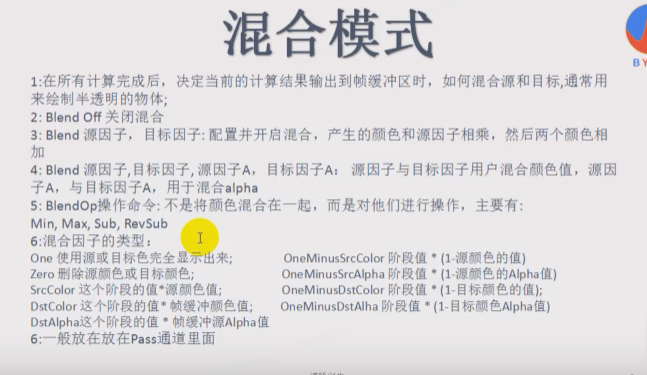 混合模式
BY
1:在所有计算完成后，决定当前的计算结果输出到帧缓冲区时，如何混合源和目标,通常用
来绘制半透明的物体;
2: Blend Off 关闭混合
3: Blend 源因子，目标因子: 配置并开启混合，产生的颜色和源因子相乘，然后两个颜色相
加
4: Blend 源因子,目标因子, 源因子A，目标因子A： 源因子与目标因子用户混合颜色值，源因
子A，与目标因子A，用于混合alpha
5: BlendOp操作命令: 不是将颜色混合在一起，而是对他们进行操作，主要有:
Min, Max, Sub, RevSub
6:混合因子的类型：
One 使用源或目标色完全显示出来; OneMinusSrcColor 阶段值 * (1-源颜色的值)
Zero 删除源颜色或目标颜色; OneMinusSrcAlpha 阶段值 * (1-源颜色的Alpha值)
SrcColor 这个阶段的值*源颜色值; OneMinusDstColor 阶段值 * (1-目标颜色的值);
DstColor 这个阶段的值 * 帧缓冲颜色值; OneMinusDstAlha 阶段值 * (1-目标颜色Alpha值)
DstAlpha这个阶段的值 * 帧缓冲源Alpha值
6:一般放在放在Pass通道里面